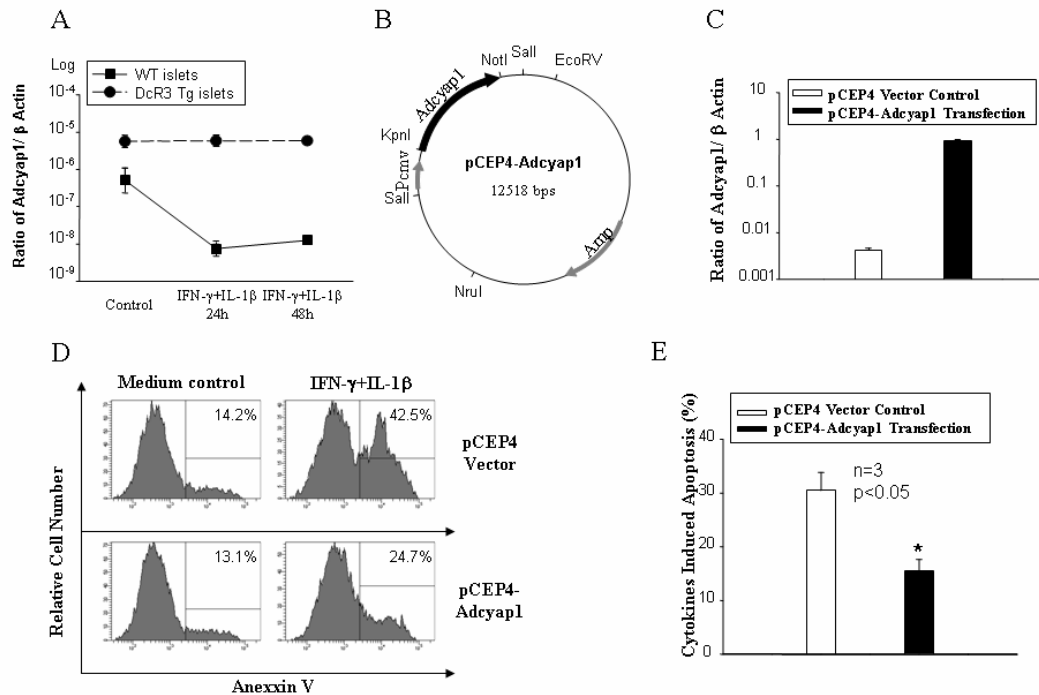 A
Log
WT islets
DcR3 Tg islets
10-4
10-5
10-6
10-7
10-8
10-9
Ratio of Adcyap1/ β Actin
Control
IFN-γ+IL-1β
24h
IFN-γ+IL-1β
48h
B
NotI
SalI
EcoRV
Adcyap1
KpnI
Pcmv
SalI
pCEP4-Adcyap1
12518 bps
Amp
NruI
C
pCEP4 Vector Control
pCEP4-Adcyap1 Transfection
10
1
0.1
0.01
0.001
Ratio of Adcyap1/ β Actin
D
Medium control
IFN-γ+IL-1β
14.2%
42.5%
pCEP4
Vector
13.1%
24.7%
pCEP4-
Adcyap1
Relative Cell Number
Anexxin V
E
pCEP4 Vector Control
pCEP4-Adcyap1 Transfection
40
30
20
10
0
n=3
p<0.05
*
Cytokines Induced Apoptosis (%)